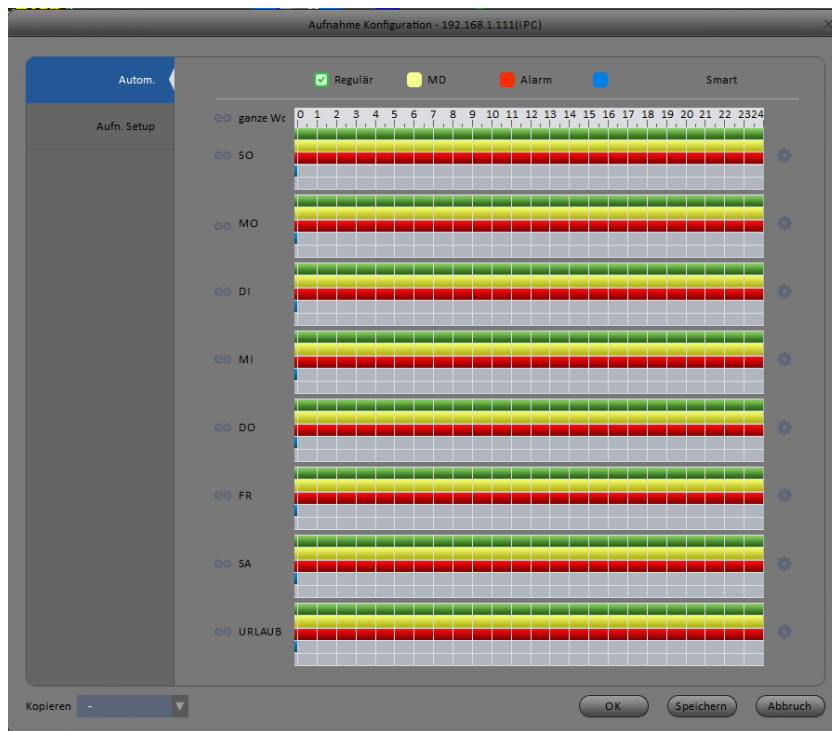 Aufnahme Konfiguration - 192.168.1.111(IPC)
Autom.
Aufn. Setup
Regulär MD Alarm Smart
ganze Wc 0 1 2 3 4 5 6 7 8 9 10 11 12 13 14 15 16 17 18 19 20 21 22 2324
SO
MO
DI
MI
DO
FR
SA
URLAUB
Kopieren - OK Speichern Abbruch